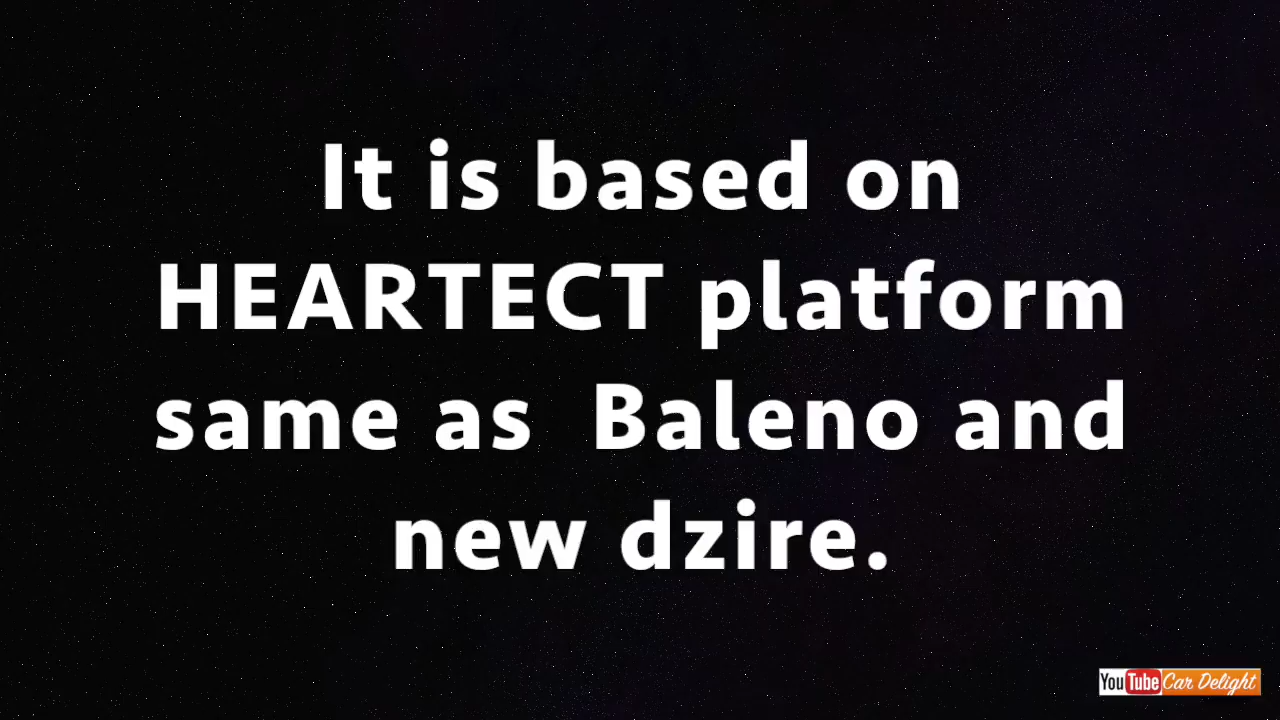 It is based on
HEARTECT platform
same as  Baleno and
new dzire.
YouTube Car Delight